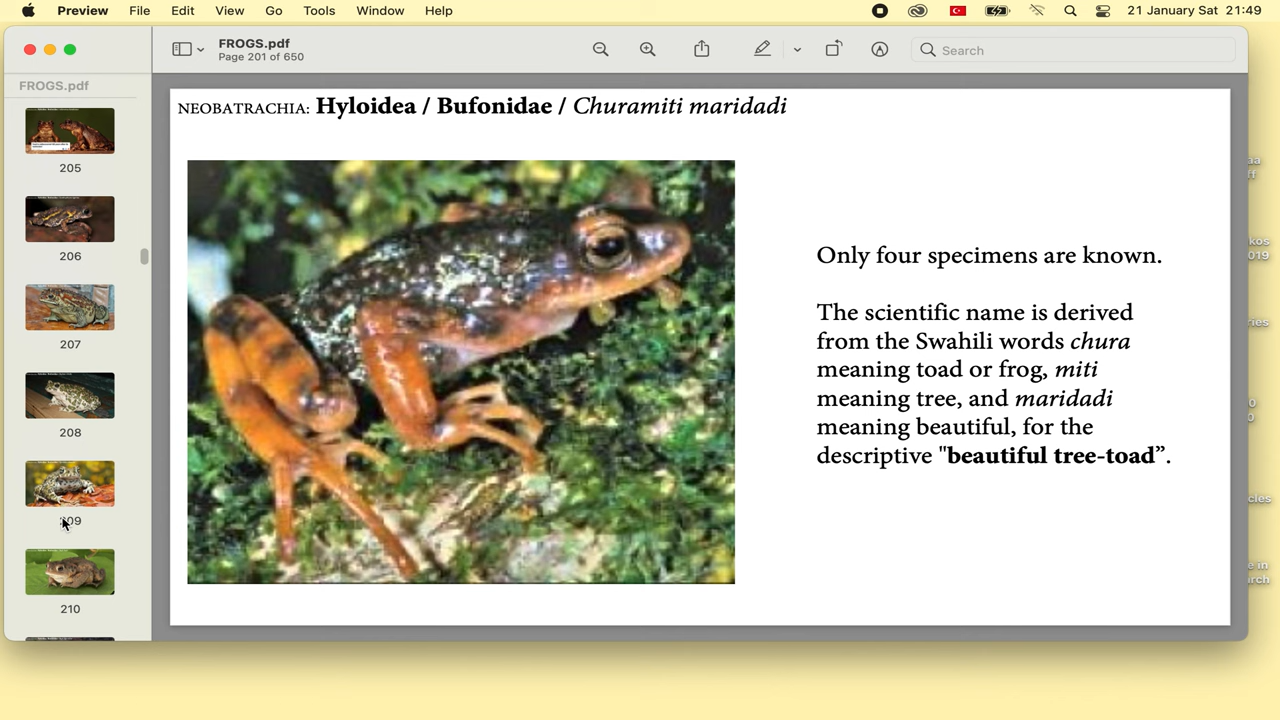 Preview File Edit View Go Tools Window Help 21 January Sat 21:49
FROGS.pdf
Page 201 of 650
Search
FROGS.pdf
205
206
207
208
210
NEOBATRACHIA: Hyloidea / Bufonidae / Churamiti maridadi
Only four specimens are known.
The scientific name is derived
from the Swahili words chura
meaning toad or frog, miti
meaning tree, and maridadi
meaning beautiful, for the
descriptive "beautiful tree-toad”.